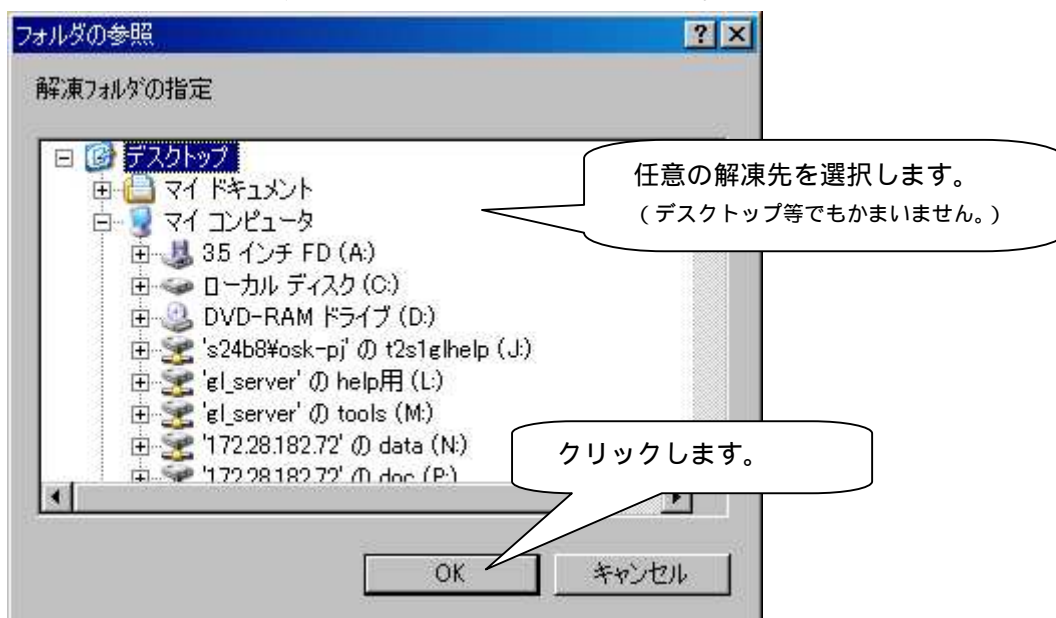 フォルダの参照
解凍フォルダの指定
デスクトップ
マイ ドキュメント
マイ コンピュータ
3.5 インチ FD (A:)
ローカル ディスク (C:)
DVD-RAM ドライブ (D:)
's24b8¥osk-pj' の t2s1glhelp (J:)
'gl_server' の help用 (L:)
'gl_server' の tools (M:)
'172.28.182.72' の data (N:)
'172.28.182.72' の doc (P:)
任意の解凍先を選択します。
(デスクトップ等でもかまいません。)
クリックします。
OK
キャンセル